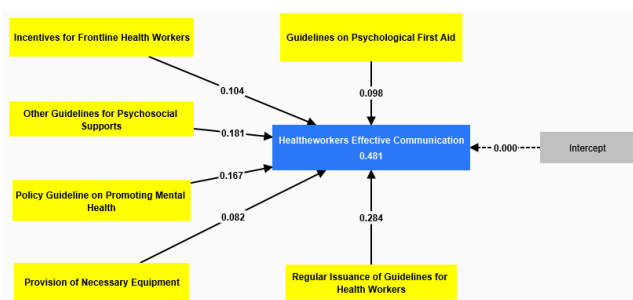 Incentives for Frontline Health Workers
Guidelines on Psychological First Aid
0.104
0.098
Other Guidelines for Psychosocial
Supports
0.181
Healtheworkers Effective Communication
0.481
0.000
Intercept
0.167
Policy Guideline on Promoting Mental
Health
0.082
0.284
Provision of Necessary Equipment
Regular Issuance of Guidelines for
Health Workers